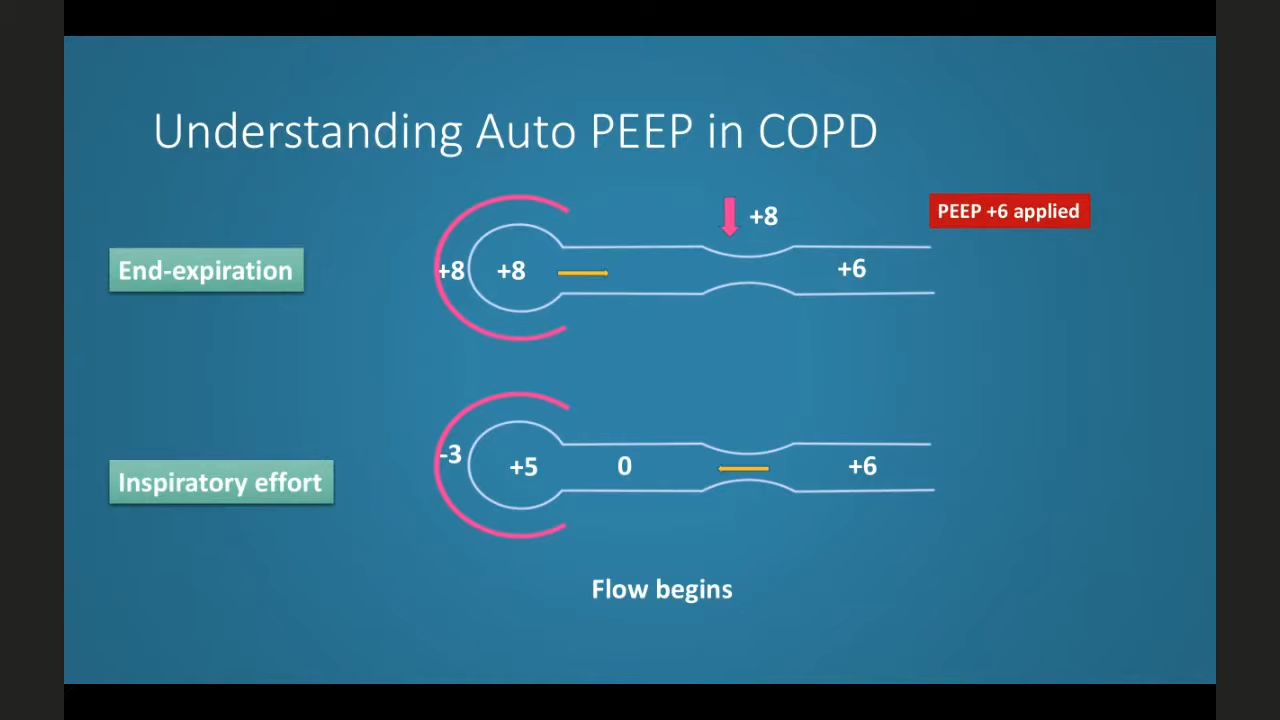 Understanding Auto PEEP in COPD
+8
PEEP +6 applied
End-expiration
+8
+8
+6
-3
+5
0
+6
Inspiratory effort
Flow begins